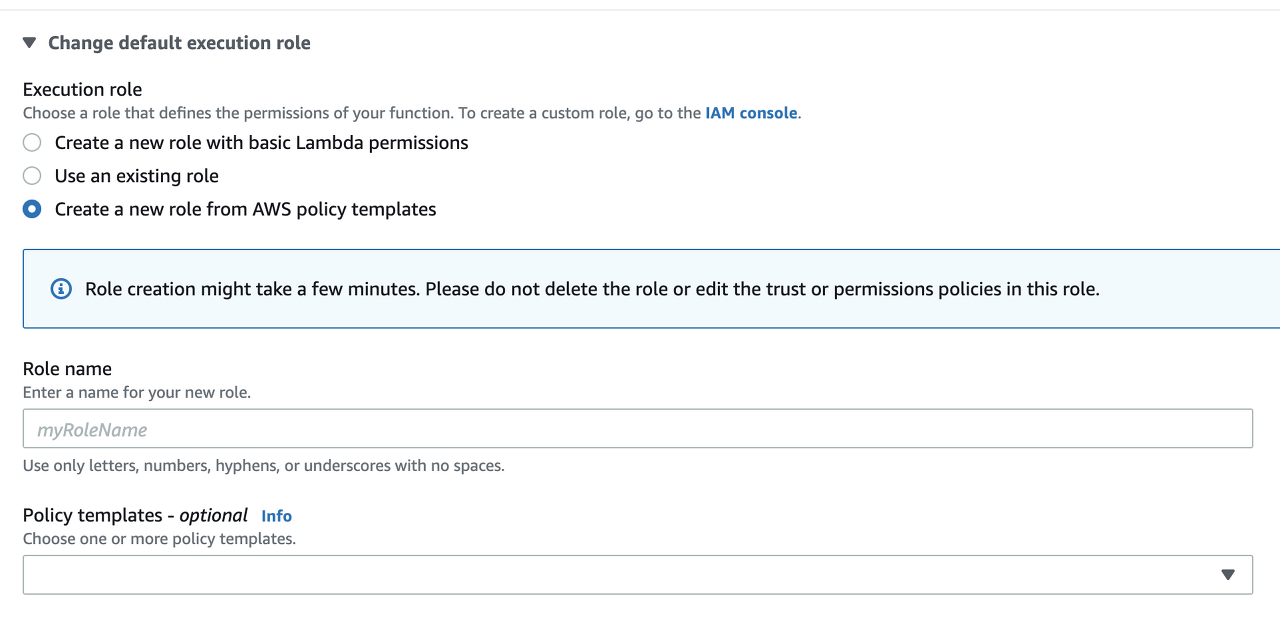 Change default execution role
Execution role
Choose a role that defines the permissions of your function. To create a custom role, go to the IAM console.
Create a new role with basic Lambda permissions
Use an existing role
Create a new role from AWS policy templates
Role creation might take a few minutes. Please do not delete the role or edit the trust or permissions policies in this role.
Role name
Enter a name for your new role.
myRoleName
Use only letters, numbers, hyphens, or underscores with no spaces.
Policy templates - optional Info
Choose one or more policy templates.